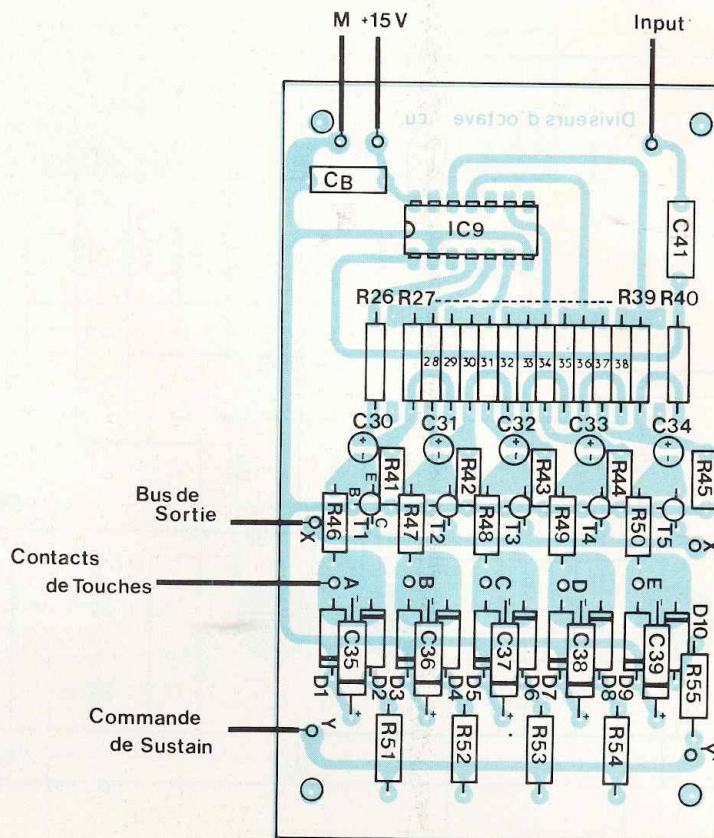 M +15V Input
Diviseurs d'octave cu.
CB
IC9
C41
R26 R27 R39 R40
28 29 30 31 32 33 34 35 36 37 38
C30 C31 C32 C33 C34
R41 R42 R43 R44 R45
E
B
C
R46 T1 R47 T2 R48 T3 R49 T4 R50 T5
Bus de
Sortie
X X
Contacts
de Touches
A B C D E
C35 C36 C37 C38 C39
D1 D2 D3 D4 D5 D6 D7 D8 D9 D10
+ + + + +
R55
Commande
de Sustain
Y Y
R51 R52 R53 R54